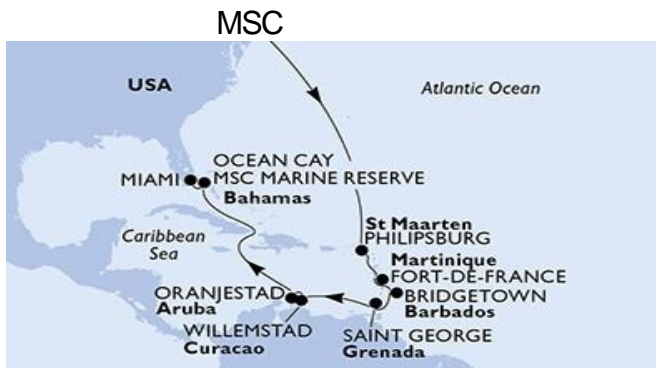 MSC
USA
Atlantic Ocean
OCEAN CAY
MIAMI
MSC MARINE RESERVE
Bahamas
Caribbean
Sea
St Maarten
PHILIPSBURG
Martinique
FORT-DE-FRANCE
ORANJESTAD
Aruba
BRIDGETOWN
Barbados
WILLEMSTAD
Curacao
SAINT GEORGE
Grenada